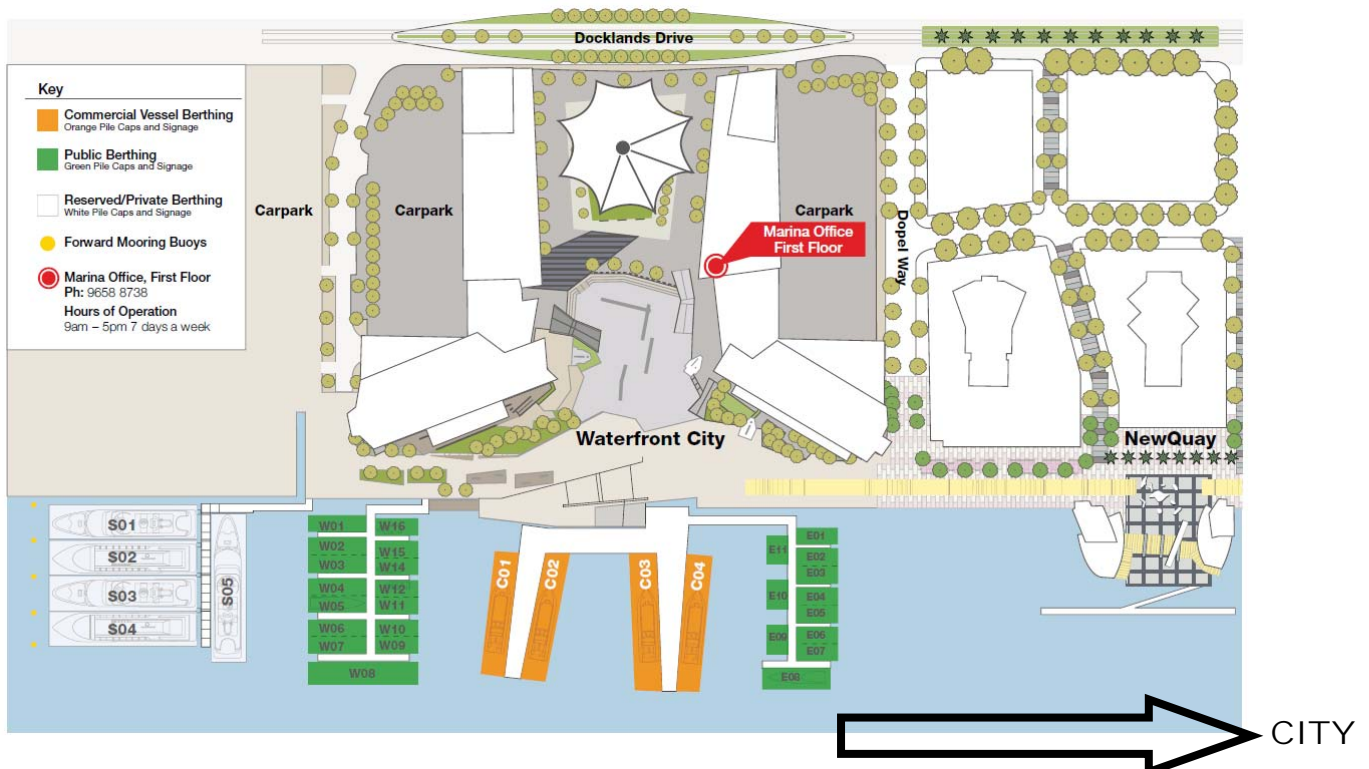 Docklands Drive
Key
Commercial Vessel Berthing
Orange Pile Caps and Signage
Public Berthing
Green Pile Caps and Signage
Reserved/Private Berthing
White Pile Caps and Signage
Forward Mooring Buoys
Marina Office, First Floor
Ph: 9658 8738
Hours of Operation
9am – 5pm 7 days a week
Carpark
Carpark
Carpark
Marina Office
First Floor
Dopel Way
Waterfront City
NewQuay
S01
S02
S03
S04
S05
W01
W02
W03
W04
W05
W06
W07
W08
W16
W15
W14
W12
W11
W10
W09
C01
C02
C03
C04
E11
E10
E09
E01
E02
E03
E04
E05
E06
E07
E08
CITY